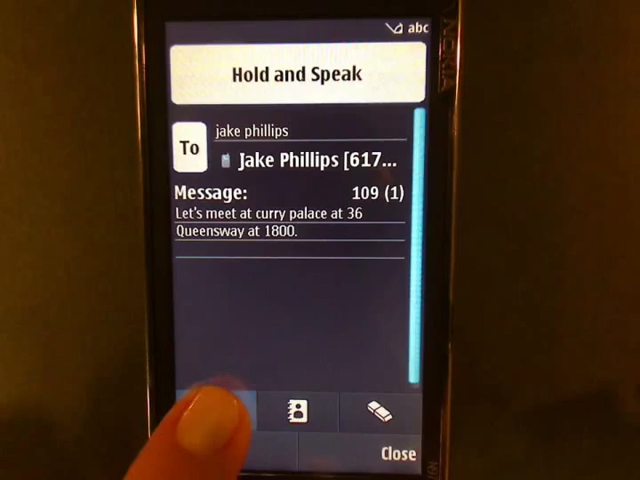 abc
Hold and Speak
jake phillips
To
Jake Phillips [617...
Message: 109 (1)
Let's meet at curry palace at 36
Queensway at 1800.
Close